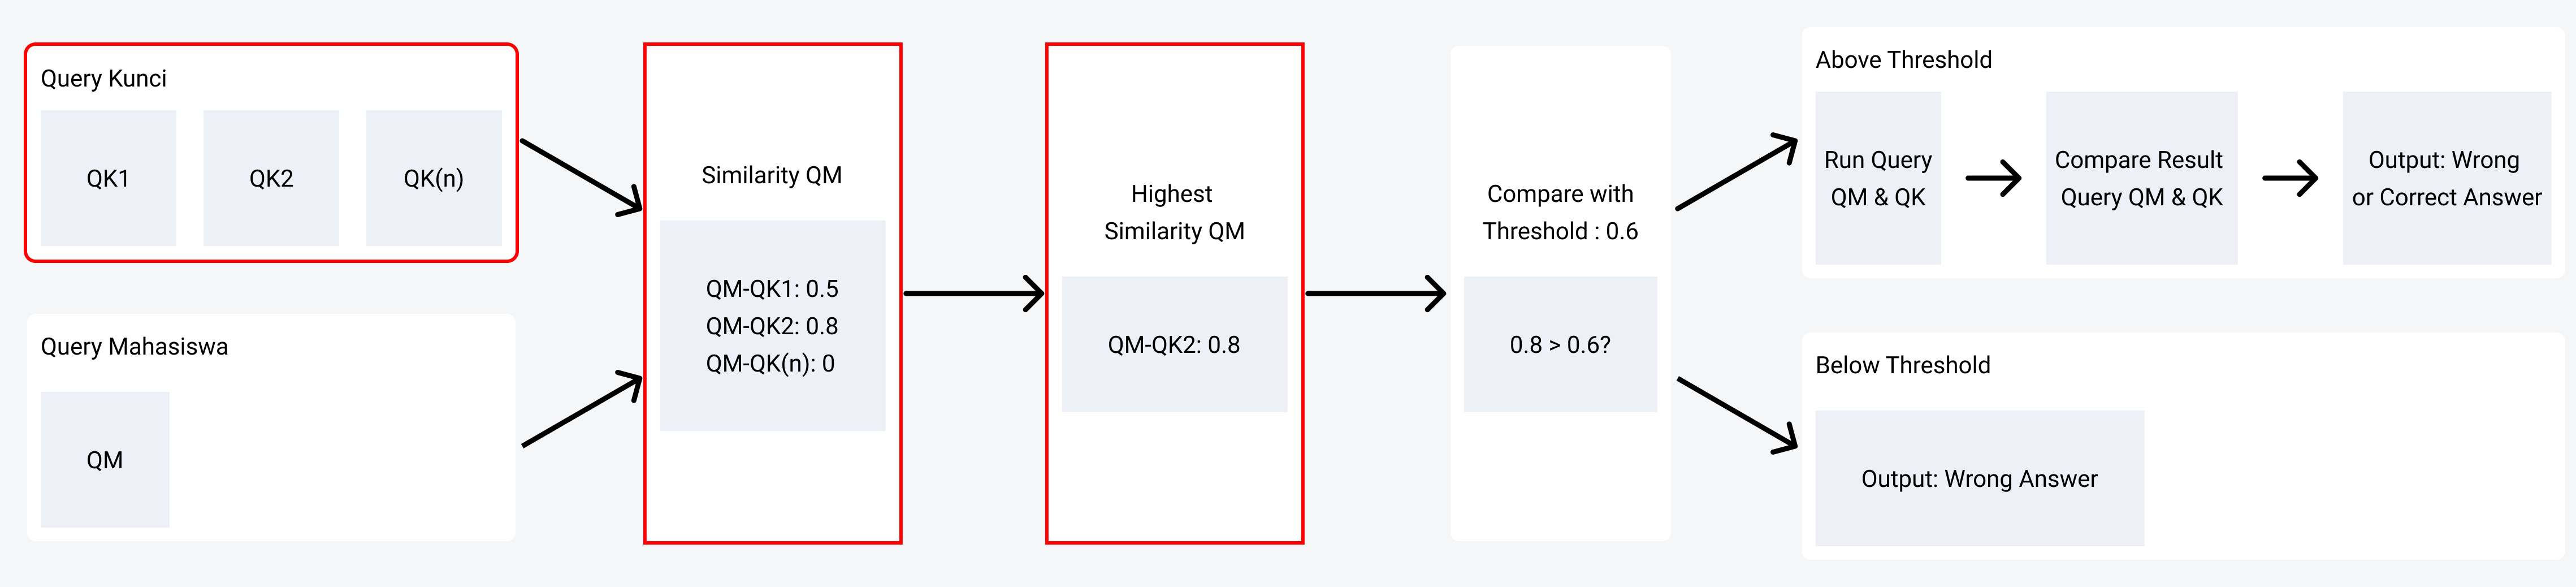 Query Kunci
QK1
QK2
QK(n)
Query Mahasiswa
QM
Similarity QM
QM-QK1: 0.5
QM-QK2: 0.8
QM-QK(n): 0
Highest
Similarity QM
QM-QK2: 0.8
Compare with
Threshold : 0.6
0.8 > 0.6?
Above Threshold
Run Query
QM & QK
Compare Result
Query QM & QK
Output: Wrong
or Correct Answer
Below Threshold
Output: Wrong Answer